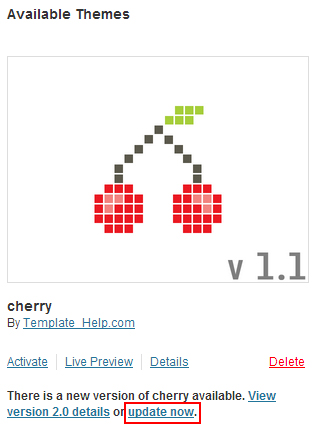 Available Themes
v 1.1
cherry
By Template_Help.com
Activate Live Preview Details Delete
There is a new version of cherry available. View
version 2.0 details or update now.